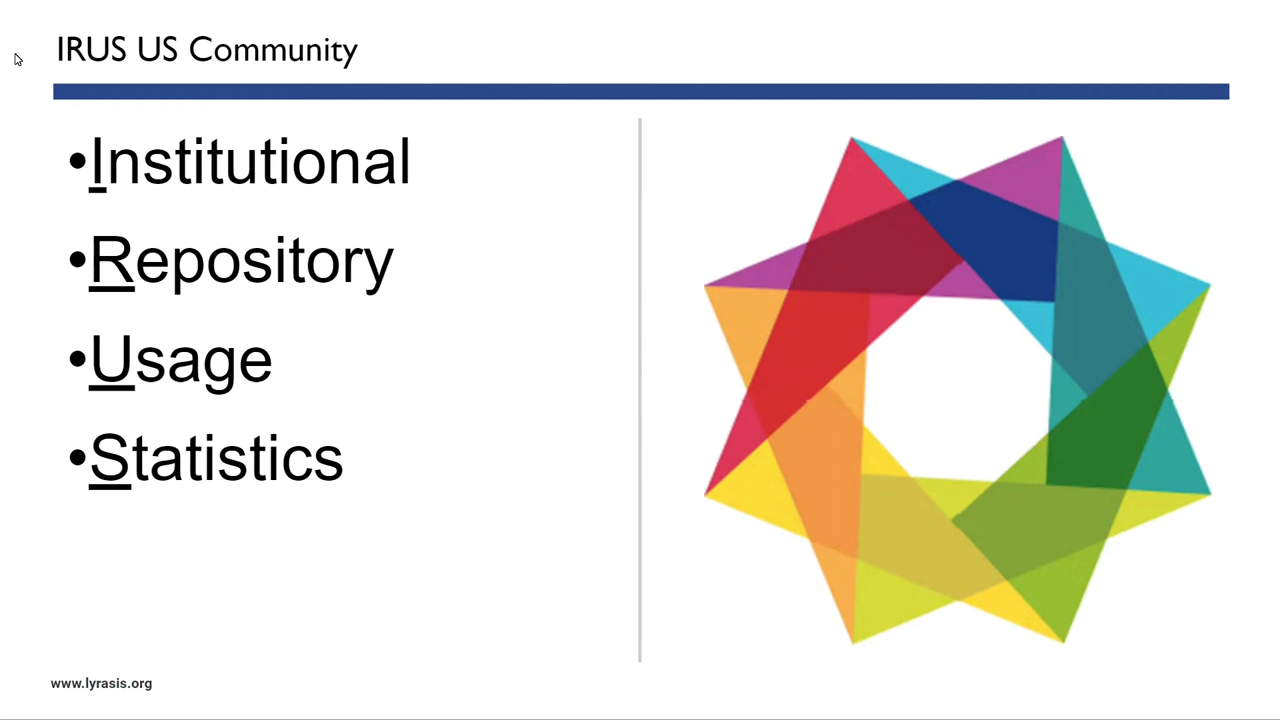 IRUS US Community
•Institutional
•Repository
•Usage
•Statistics
www.lyrasis.org